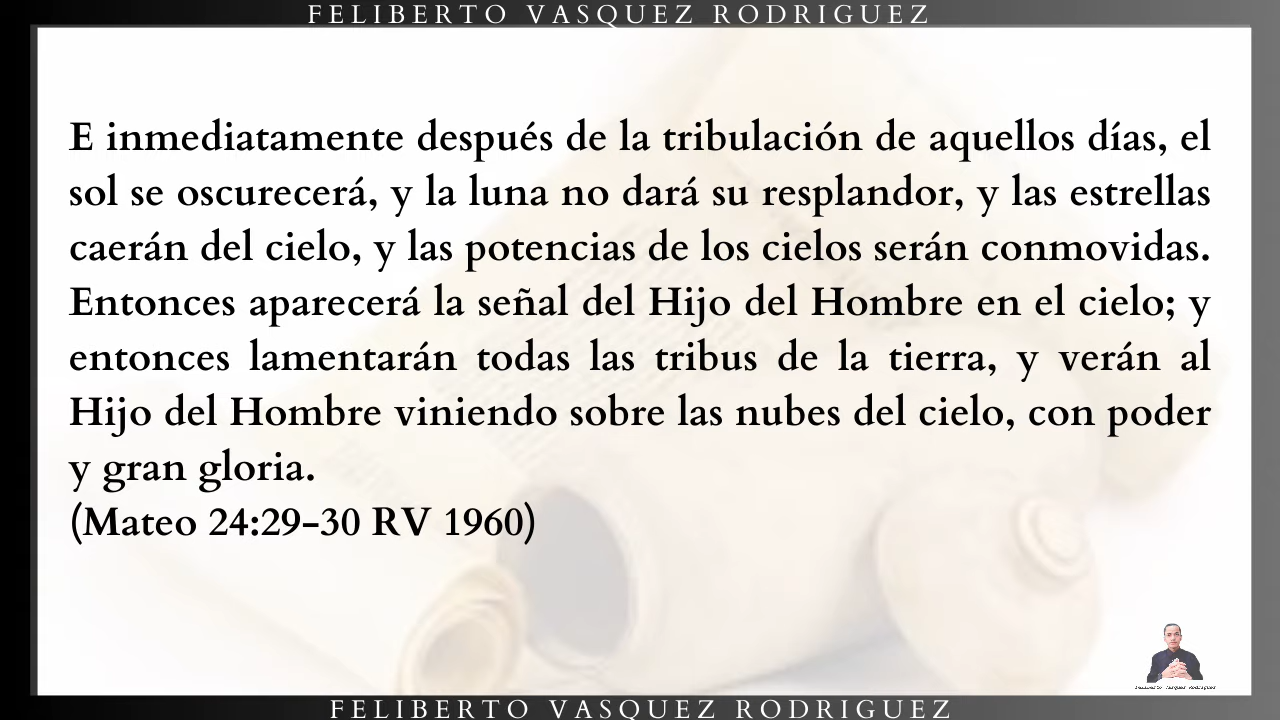 FELIBERTO VASQUEZ RODRIGUEZ
E inmediatamente después de la tribulación de aquellos días, el
sol se oscurecerá, y la luna no dará su resplandor, y las estrellas
caerán del cielo, y las potencias de los cielos serán conmovidas.
Entonces aparecerá la señal del Hijo del Hombre en el cielo; y
entonces lamentarán todas las tribus de la tierra, y verán al
Hijo del Hombre viniendo sobre las nubes del cielo, con poder
y gran gloria.
(Mateo 24:29-30 RV 1960)
Feliberto Vasquez Rodriguez
FELIBERTO VASQUEZ RODRIGUEZ